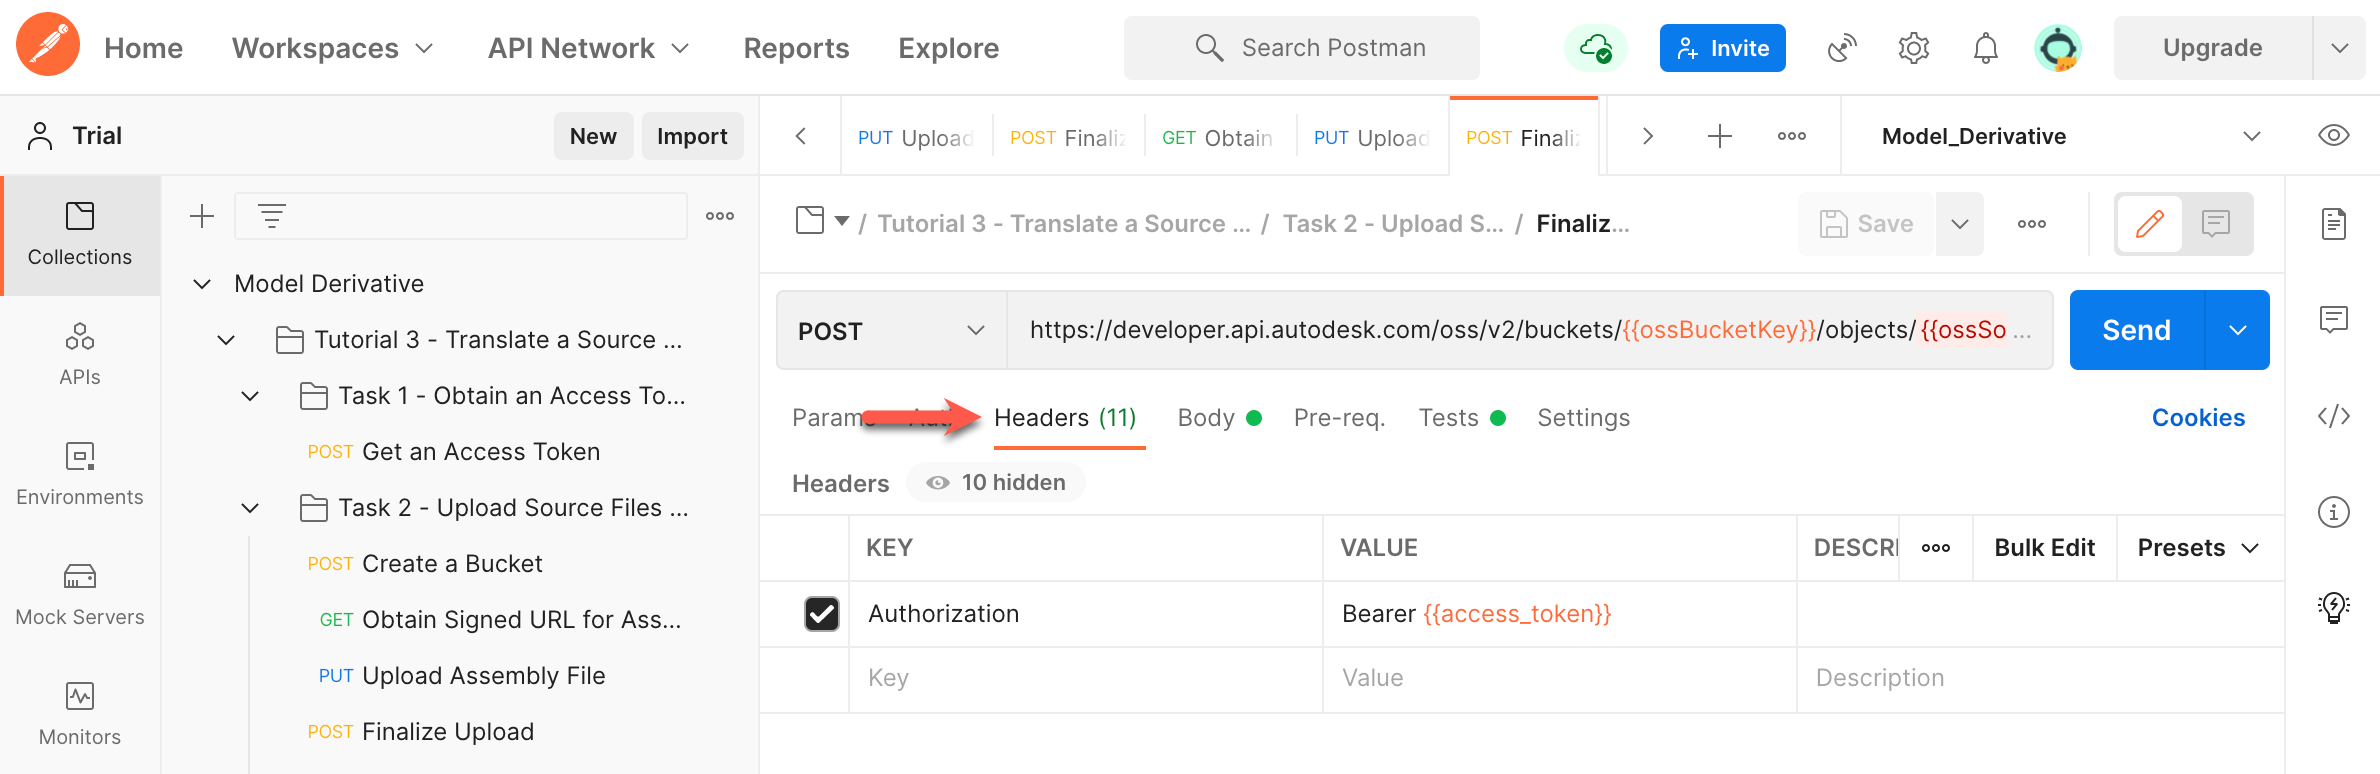 Home
Workspaces
API Network
Reports
Explore
Search Postman
Invite
Upgrade
Trial
New
Import
PUT Upload
POST Finaliz
GET Obtain
PUT Upload
POST Finaliz
Model_Derivative
Collections
APIs
Environments
Mock Servers
Monitors
Model Derivative
Tutorial 3 - Translate a Source ...
Task 1 - Obtain an Access To...
POST Get an Access Token
Task 2 - Upload Source Files ...
POST Create a Bucket
GET Obtain Signed URL for Ass...
PUT Upload Assembly File
POST Finalize Upload
/ Tutorial 3 - Translate a Source ... / Task 2 - Upload S... / Finaliz...
Save
POST
https://developer.api.autodesk.com/oss/v2/buckets/{{ossBucketKey}}/objects/{{ossSo ...
Send
Params
Headers (11)
Body
Pre-req.
Tests
Settings
Cookies
Headers
10 hidden
KEY
VALUE
DESCRI
Bulk Edit
Presets
Authorization
Bearer {{access_token}}
Key
Value
Description